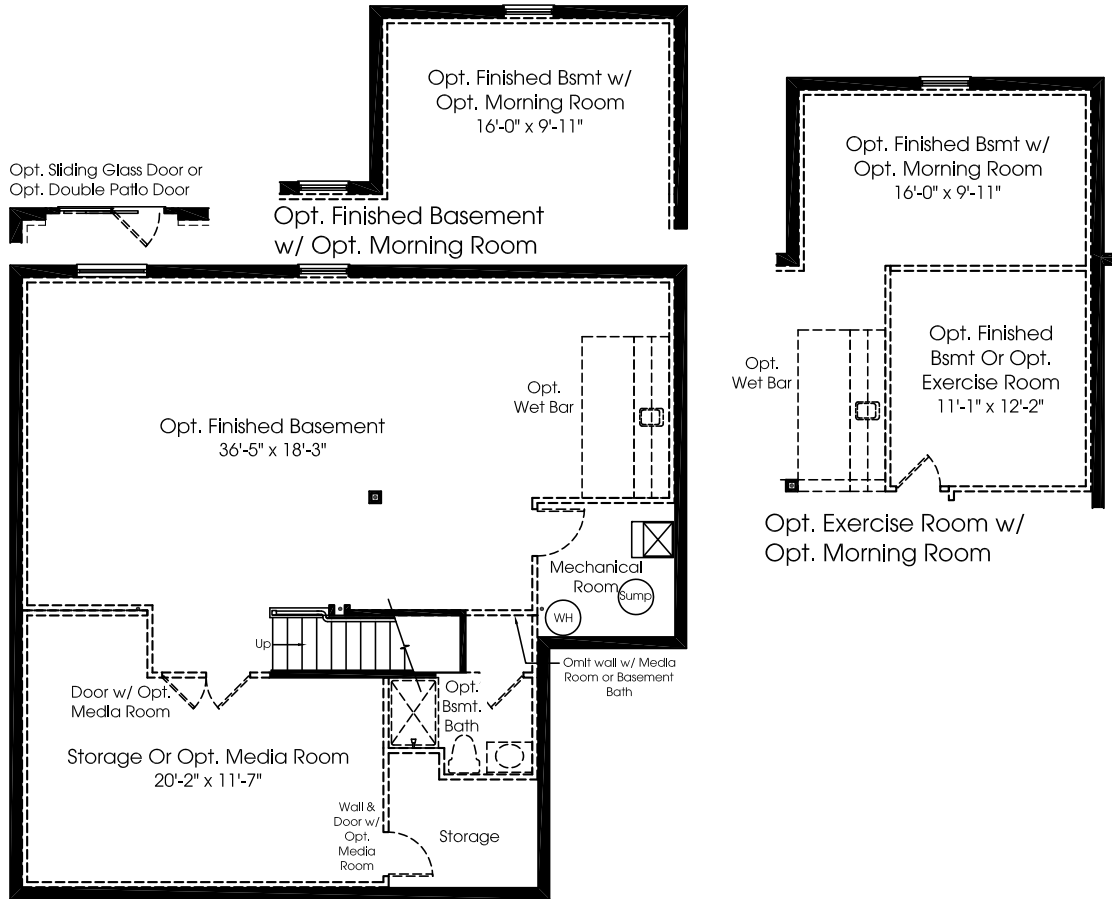 Opt. Finished Bsmt w/
Opt. Morning Room
16'-0" x 9'-11"
Opt. Sliding Glass Door or
Opt. Double Patio Door
Opt. Finished Basement
w/ Opt. Morning Room
Opt. Finished Basement
36'-5" x 18'-3"
Opt.
Wet Bar
Mechanical
Room
Sump
WH
Up
Omit wall w/ Media
Room or Basement
Bath
Door w/ Opt.
Media Room
Opt.
Bsmt.
Bath
Storage Or Opt. Media Room
20'-2" x 11'-7"
Wall &
Door w/
Opt.
Media
Room
Storage
Opt. Finished Bsmt w/
Opt. Morning Room
16'-0" x 9'-11"
Opt.
Wet Bar
Opt. Finished
Bsmt Or Opt.
Exercise Room
11'-1" x 12'-2"
Opt. Exercise Room w/
Opt. Morning Room